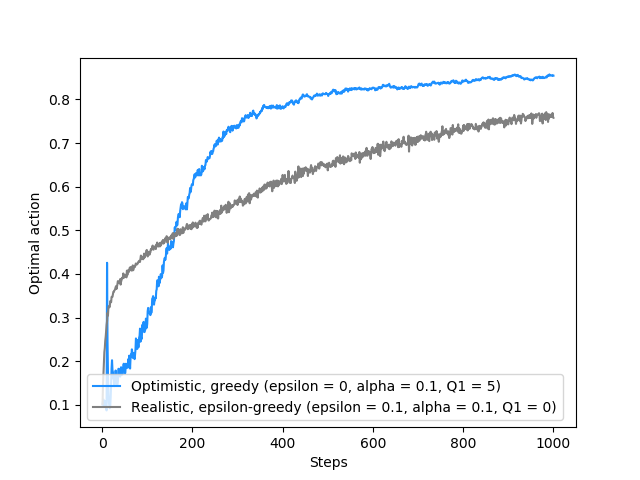 0.8
0.7
0.6
0.5
0.4
0.3
0.2
0.1
Optimal action
Optimistic, greedy (epsilon = 0, alpha = 0.1, Q1 = 5)
Realistic, epsilon-greedy (epsilon = 0.1, alpha = 0.1, Q1 = 0)
0 200 400 600 800 1000
Steps